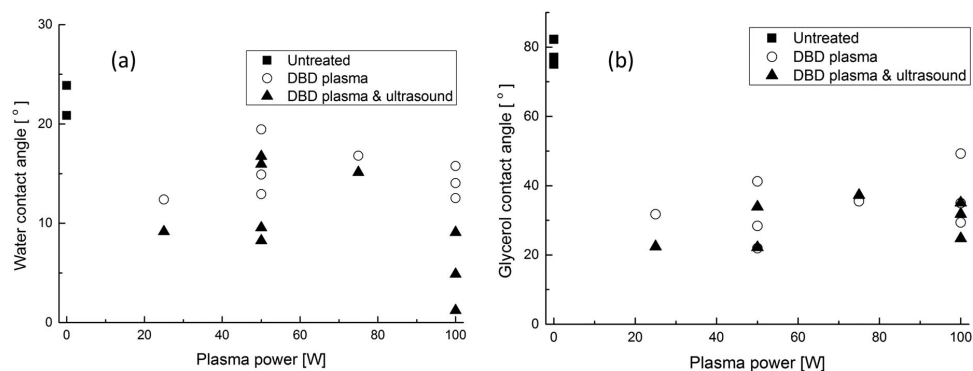 (a)
Untreated
DBD plasma
DBD plasma & ultrasound
Water contact angle [ ° ]
30
20
10
0
0 20 40 60 80 100
Plasma power [W]
(b)
Untreated
DBD plasma
DBD plasma & ultrasound
Glycerol contact angle [ ° ]
80
60
40
20
0
0 20 40 60 80 100
Plasma power [W]